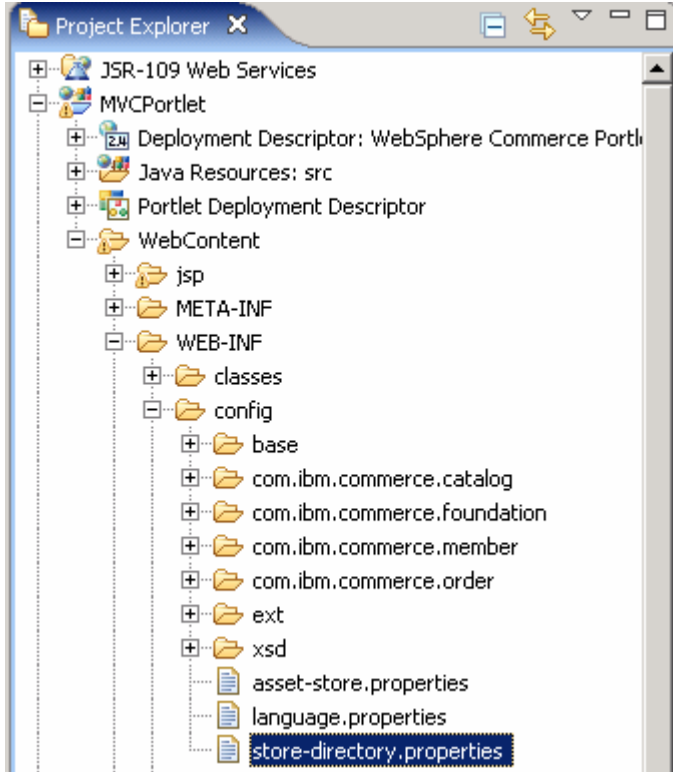 Project Explorer
JSR-109 Web Services
MVCPortlet
2.4 Deployment Descriptor: WebSphere Commerce Portl
Java Resources: src
Portlet Deployment Descriptor
WebContent
jsp
META-INF
WEB-INF
classes
config
base
com.ibm.commerce.catalog
com.ibm.commerce.foundation
com.ibm.commerce.member
com.ibm.commerce.order
ext
xsd
asset-store.properties
language.properties
store-directory.properties